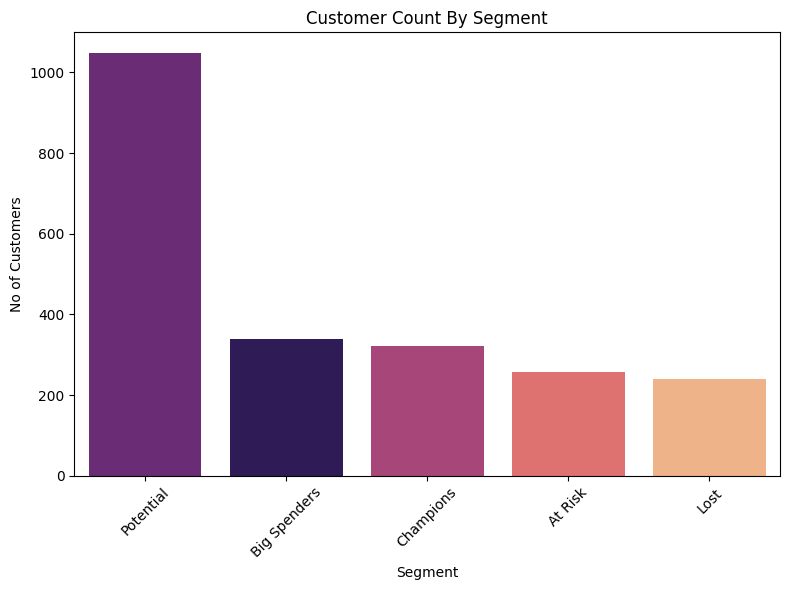 Customer Count By Segment
1000
800
600
400
200
0
No of Customers
Potential
Big Spenders
Champions
At Risk
Lost
Segment